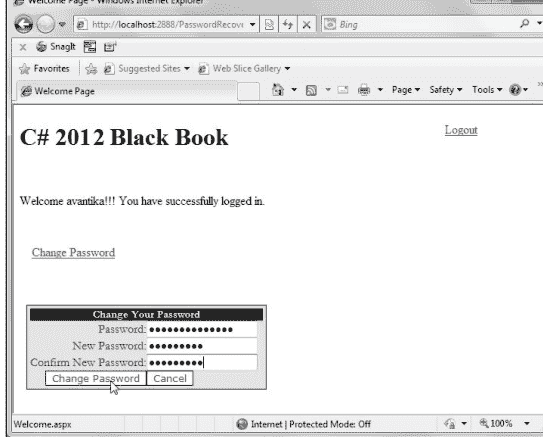 Welcome Page - Windows Internet Explorer
http://localhost:2888/PasswordRecove
Bing
x SnagIt
Favorites Suggested Sites Web Slice Gallery
Welcome Page Page Safety Tools
C# 2012 Black Book
Logout
Welcome avantika!!! You have successfully logged in.
Change Password
Change Your Password
Password:
New Password:
Confirm New Password:
Change Password Cancel
Welcome.aspx Internet | Protected Mode: Off 100%